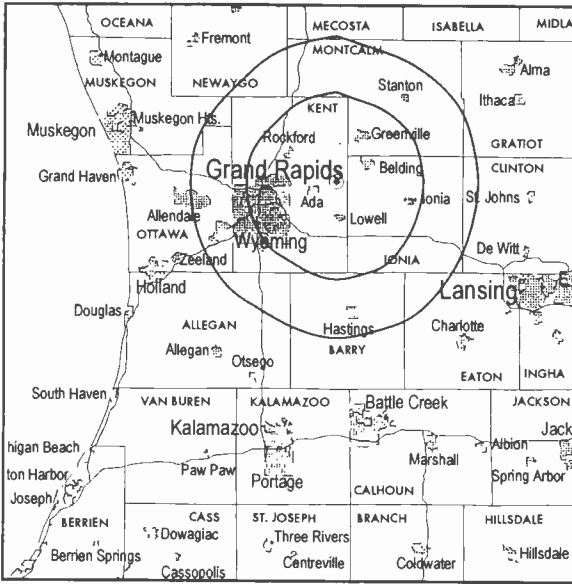 OCEANA
MECOSTA
ISABELLA
MIDLA
Fremont
MONTCALM
Montague
Alma
MUSKEGON
NEWAYGO
Stanton
KENT
Ithaca
Muskegon Hts.
Muskegon
Rockford
Greenville
GRATIOT
Grand Rapids
Belding
CLINTON
Grand Haven
Ada
Ionia
St. Johns
Allendale
Lowell
OTTAWA
Wyoming
De Witt
Zeeland
IONIA
Holland
Lansing
E
Douglas
ALLEGAN
Hastings
Charlotte
Allegan
BARRY
Otsego
EATON
INGHA
South Haven
VAN BUREN
KALAMAZOO
Battle Creek
JACKSON
Kalamazoo
Jack
higan Beach
Albion
Marshall
ton Harbor
Paw Paw
Spring Arbor
Joseph
Portage
CALHOUN
BERRIEN
CASS
ST. JOSEPH
BRANCH
HILLSDALE
Dowagiac
Three Rivers
Berrien Springs
Centreville
Coldwater
Hillsdale
Cassopolis